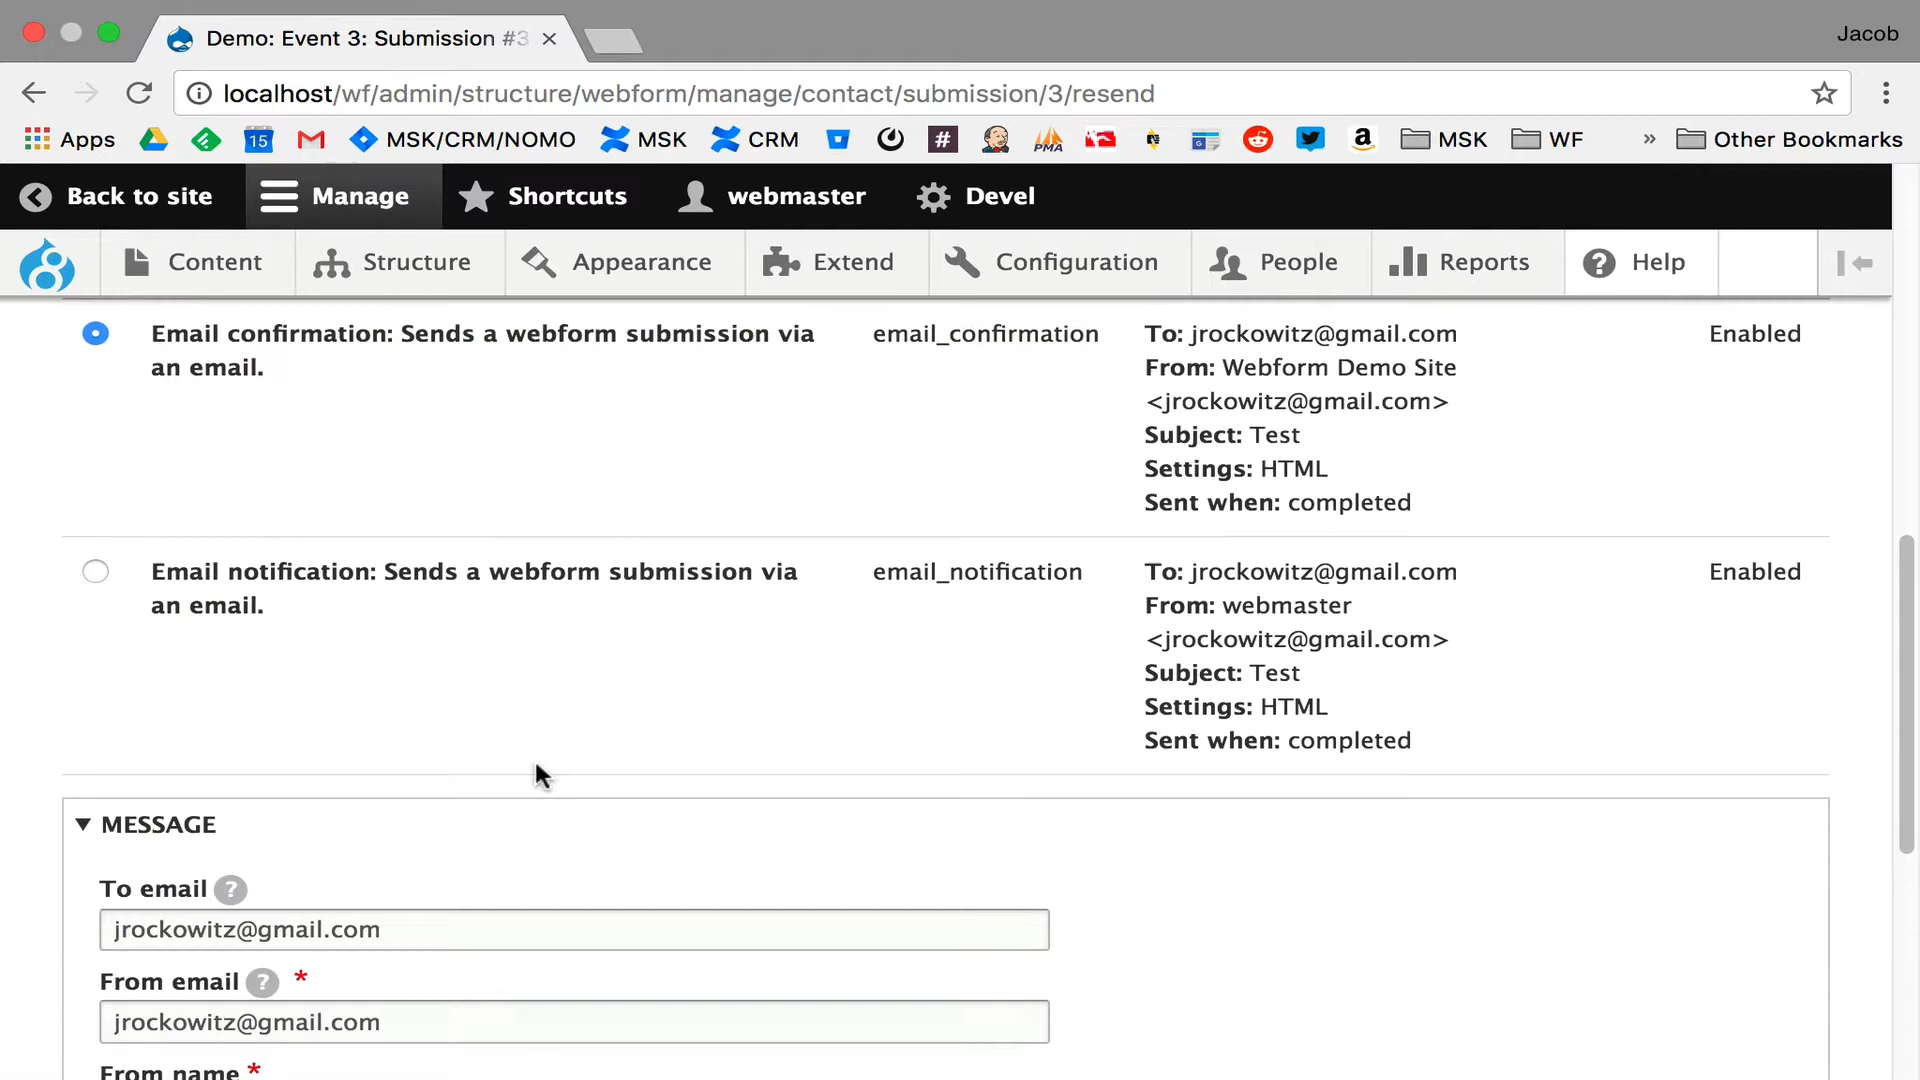 Demo: Event 3: Submission #3
Jacob
localhost/wf/admin/structure/webform/manage/contact/submission/3/resend
Apps
15
MSK/CRM/NOMO
MSK
CRM
#
PMA
a
MSK
WF
»
Other Bookmarks
Back to site
Manage
Shortcuts
webmaster
Devel
Content
Structure
Appearance
Extend
Configuration
People
Reports
Help
Email confirmation: Sends a webform submission via
an email.
email_confirmation
To: jrockowitz@gmail.com
From: Webform Demo Site
<jrockowitz@gmail.com>
Subject: Test
Settings: HTML
Sent when: completed
Enabled
Email notification: Sends a webform submission via
an email.
email_notification
To: jrockowitz@gmail.com
From: webmaster
<jrockowitz@gmail.com>
Subject: Test
Settings: HTML
Sent when: completed
Enabled
MESSAGE
To email ?
jrockowitz@gmail.com
From email ? *
jrockowitz@gmail.com
From name *